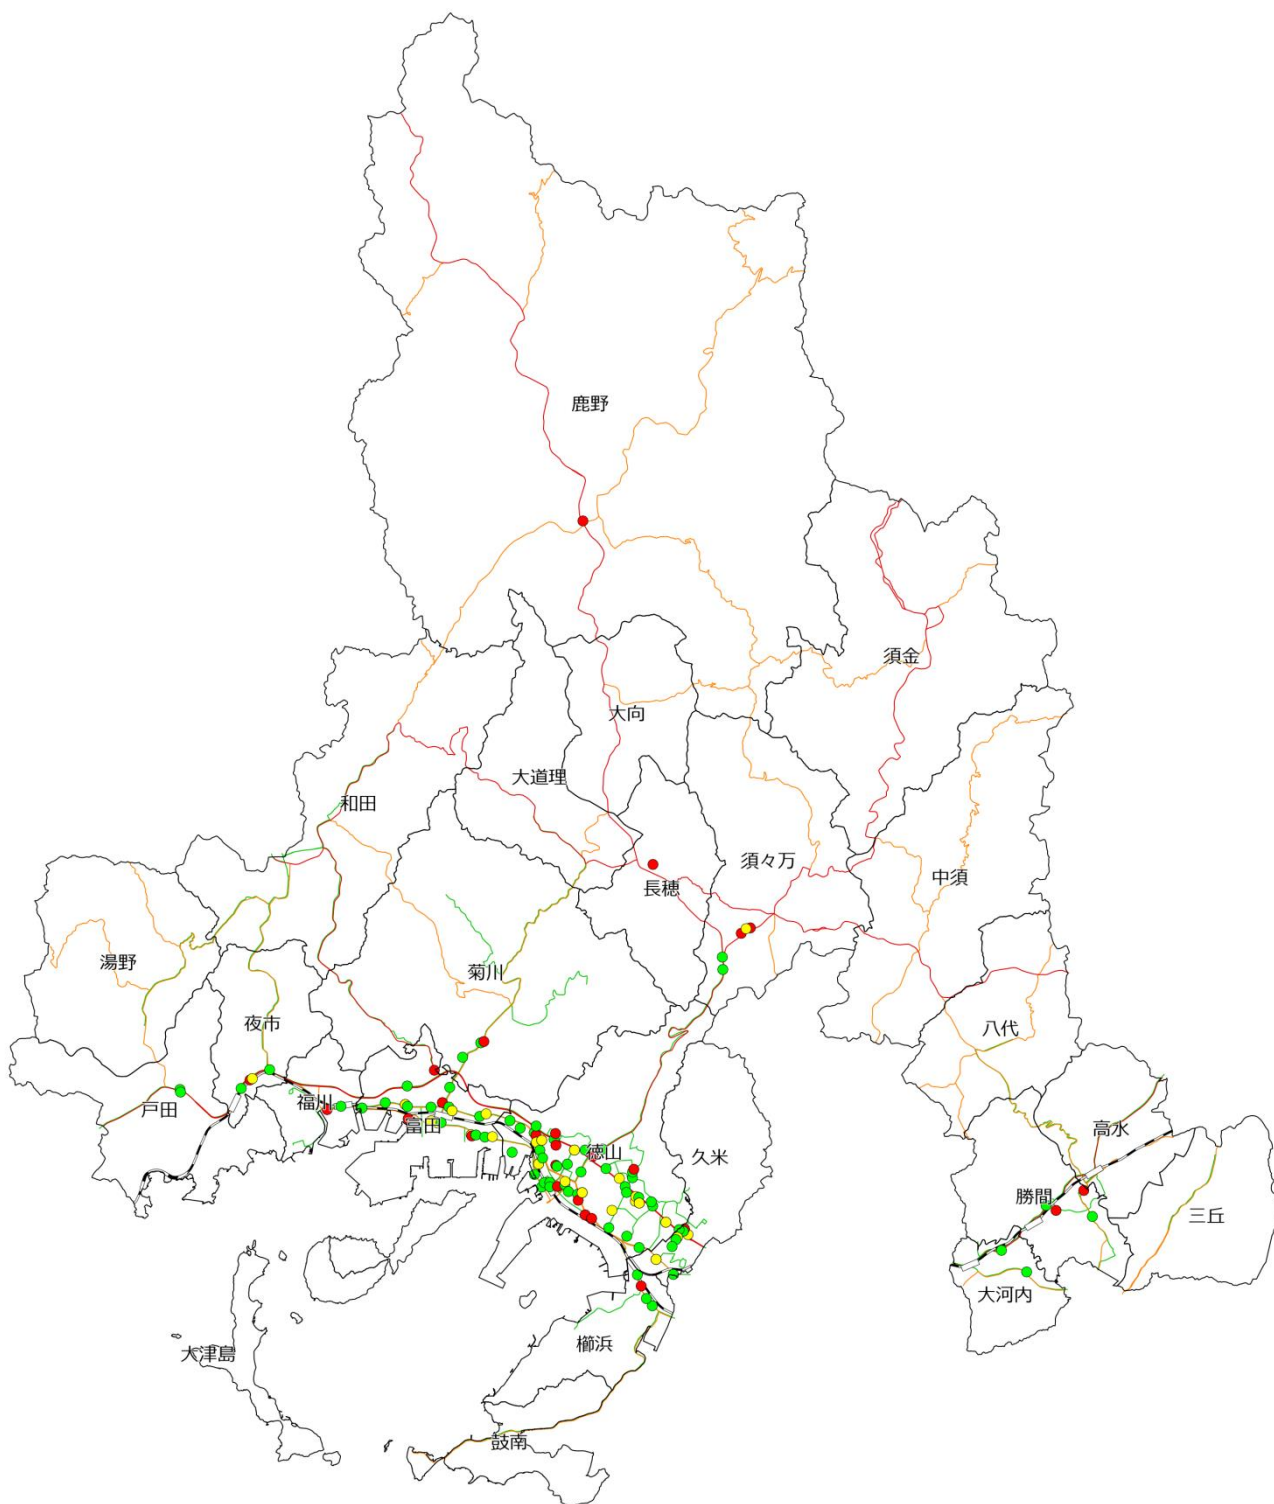 鹿野
須金
大向
大道理
和田
須々万
中須
長穂
湯野
菊川
夜市
八代
戸田
福川
富田
高水
徳山
久米
勝間
三丘
大河内
櫛浜
大津島
鼓南